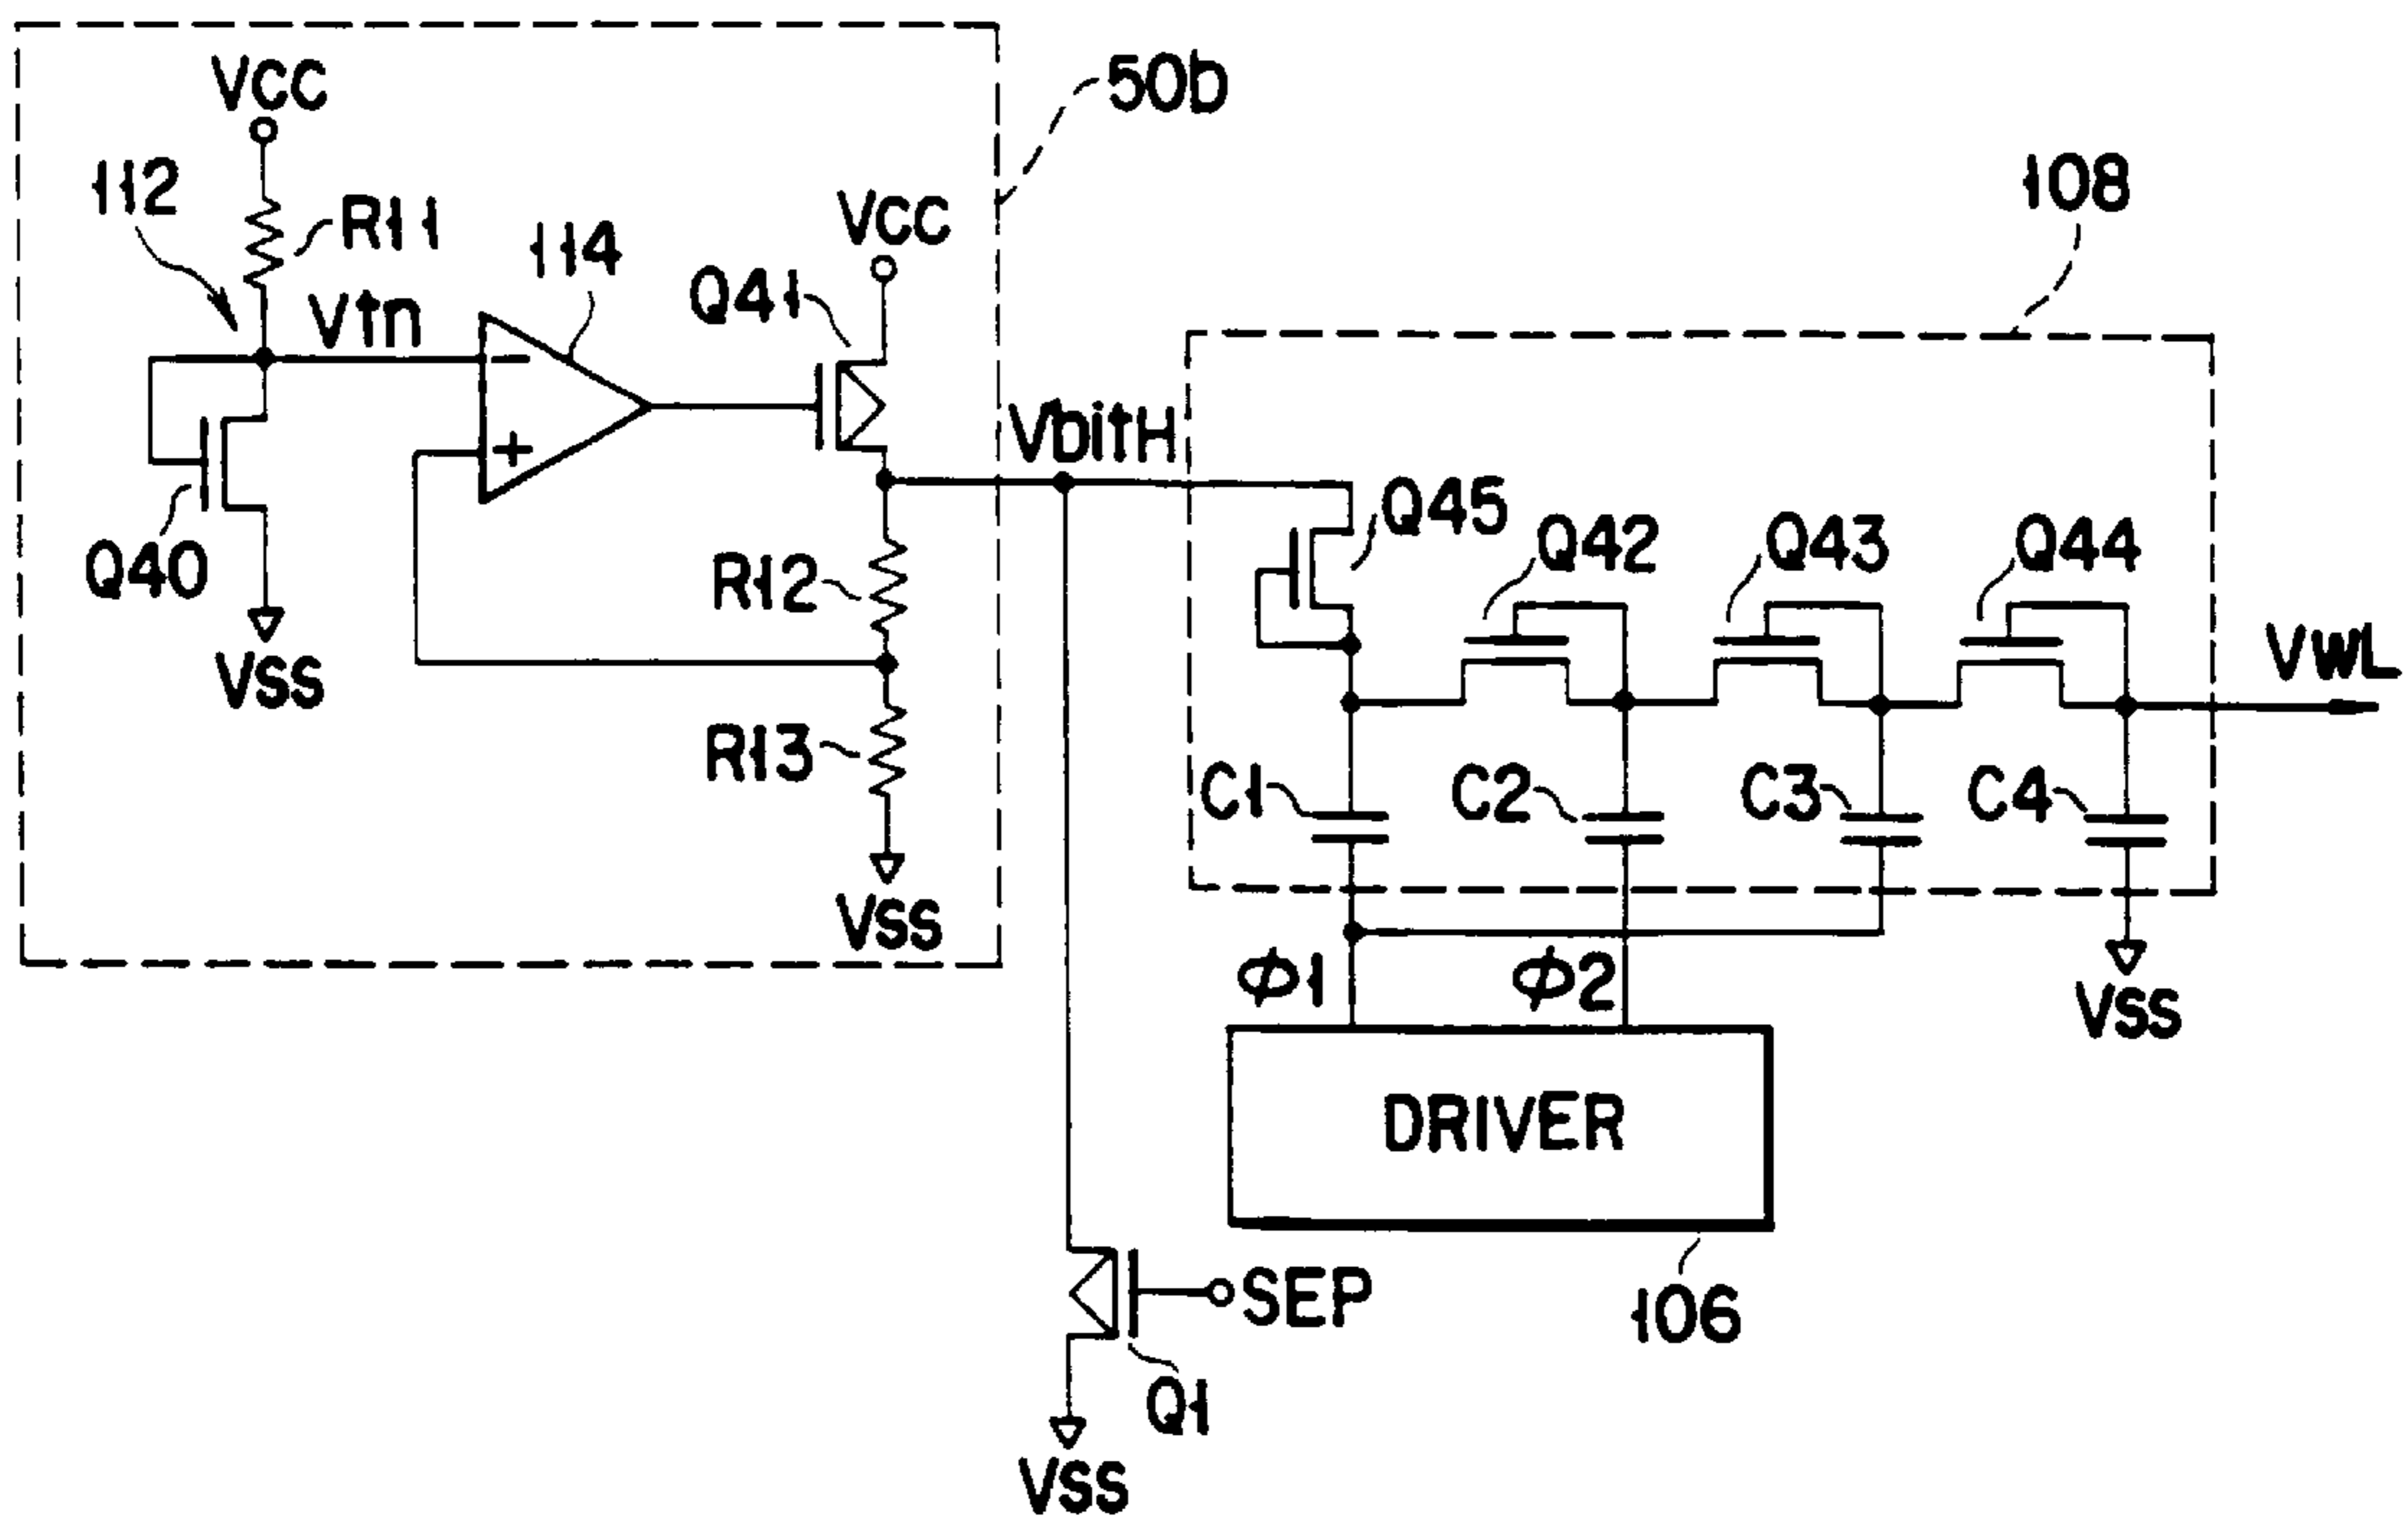 VCC
50b
112
R11
VCC
108
114
Q41
Vtn
−
+
VbitH
Q45
Q42
Q43
Q44
Q40
R12
VWL
VSS
R13
C1
C2
C3
C4
VSS
Φ1
Φ2
VSS
DRIVER
SEP
106
Q1
VSS